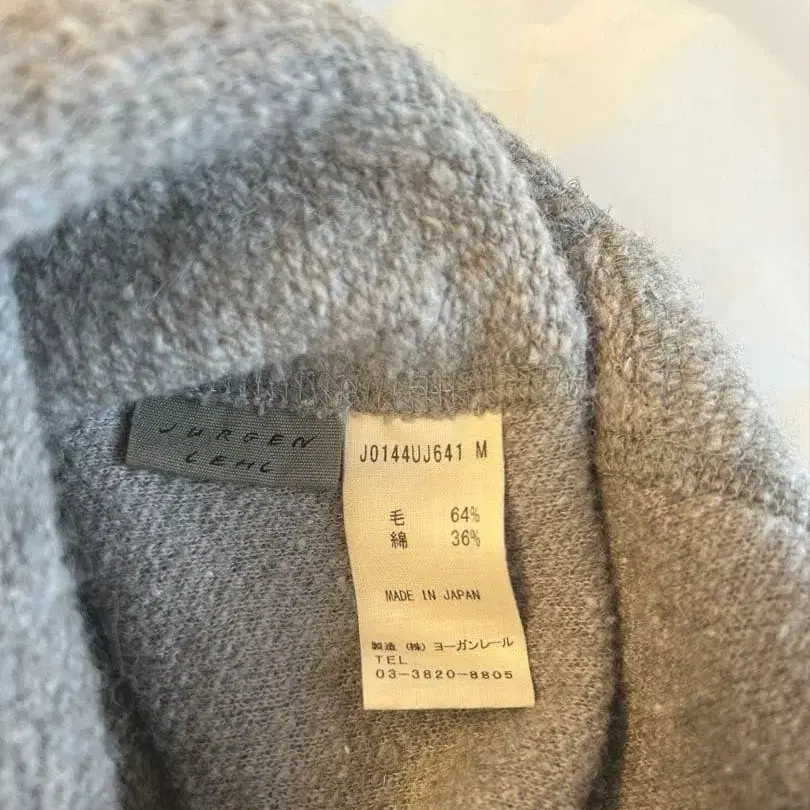 JURGEN
LEHL
J0144UJ641 M
毛 64%
綿 36%
MADE IN JAPAN
製造 (株) ヨーガンレール
TEL
03-3820-8805